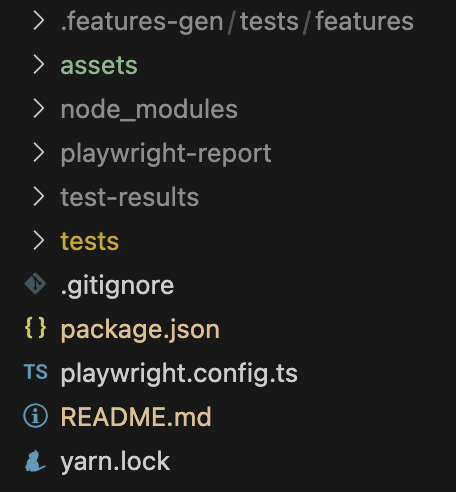 .features-gen/tests/features
assets
node_modules
playwright-report
test-results
tests
.gitignore
{} package.json
TS playwright.config.ts
README.md
yarn.lock